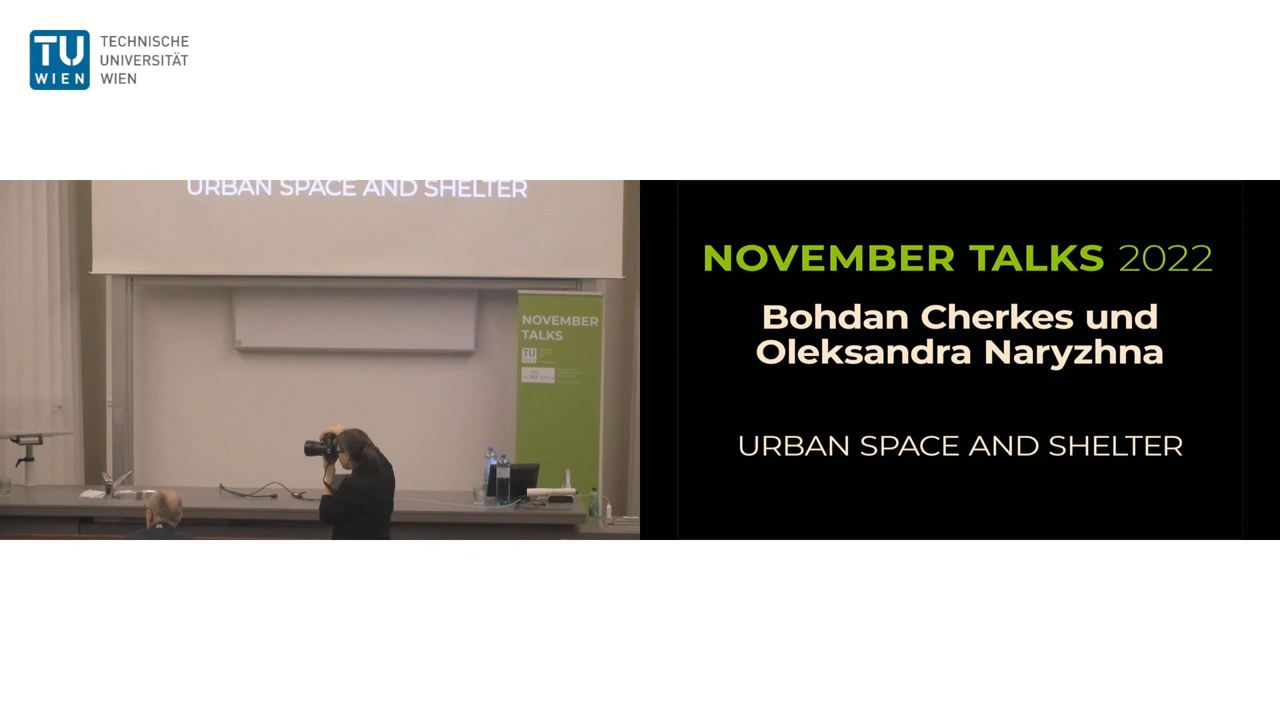 TU
WIEN
TECHNISCHE
UNIVERSITÄT
WIEN
URBAN SPACE AND SHELTER
NOVEMBER
TALKS
TU
NOVEMBER TALKS 2022
Bohdan Cherkes und
Oleksandra Naryzhna
URBAN SPACE AND SHELTER